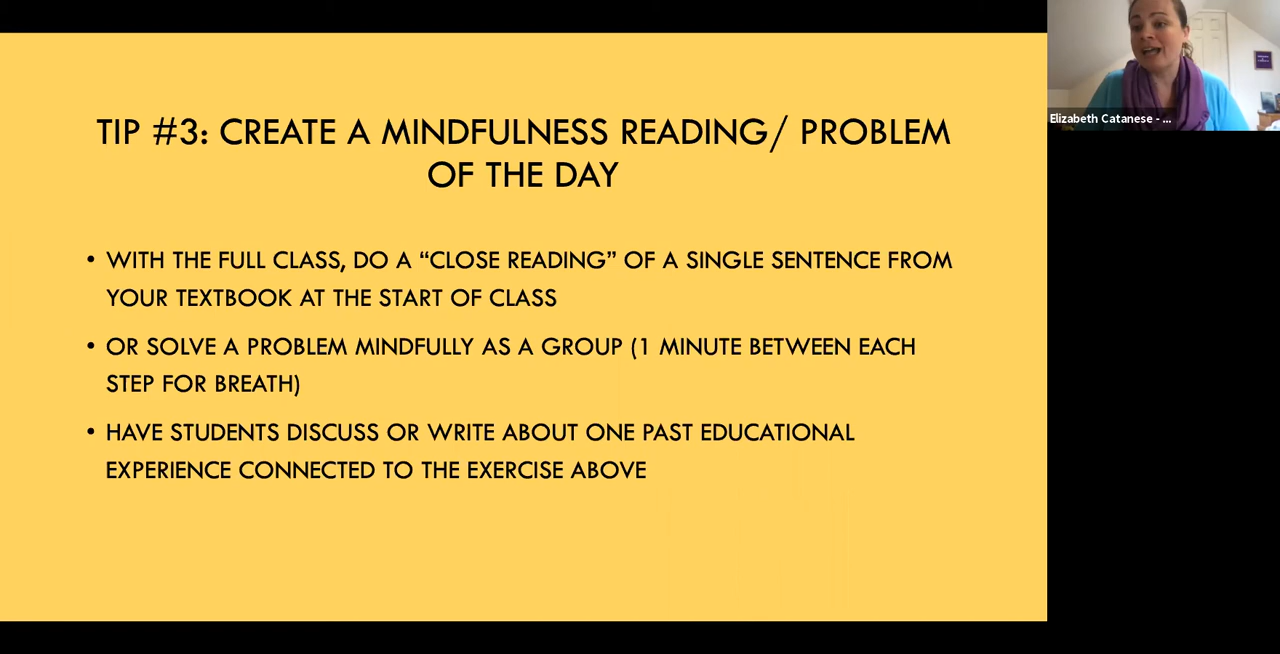 TIP #3: CREATE A MINDFULNESS READING/ PROBLEM
OF THE DAY
• WITH THE FULL CLASS, DO A “CLOSE READING” OF A SINGLE SENTENCE FROM
YOUR TEXTBOOK AT THE START OF CLASS
• OR SOLVE A PROBLEM MINDFULLY AS A GROUP (1 MINUTE BETWEEN EACH
STEP FOR BREATH)
• HAVE STUDENTS DISCUSS OR WRITE ABOUT ONE PAST EDUCATIONAL
EXPERIENCE CONNECTED TO THE EXERCISE ABOVE
Elizabeth Catanese - ...